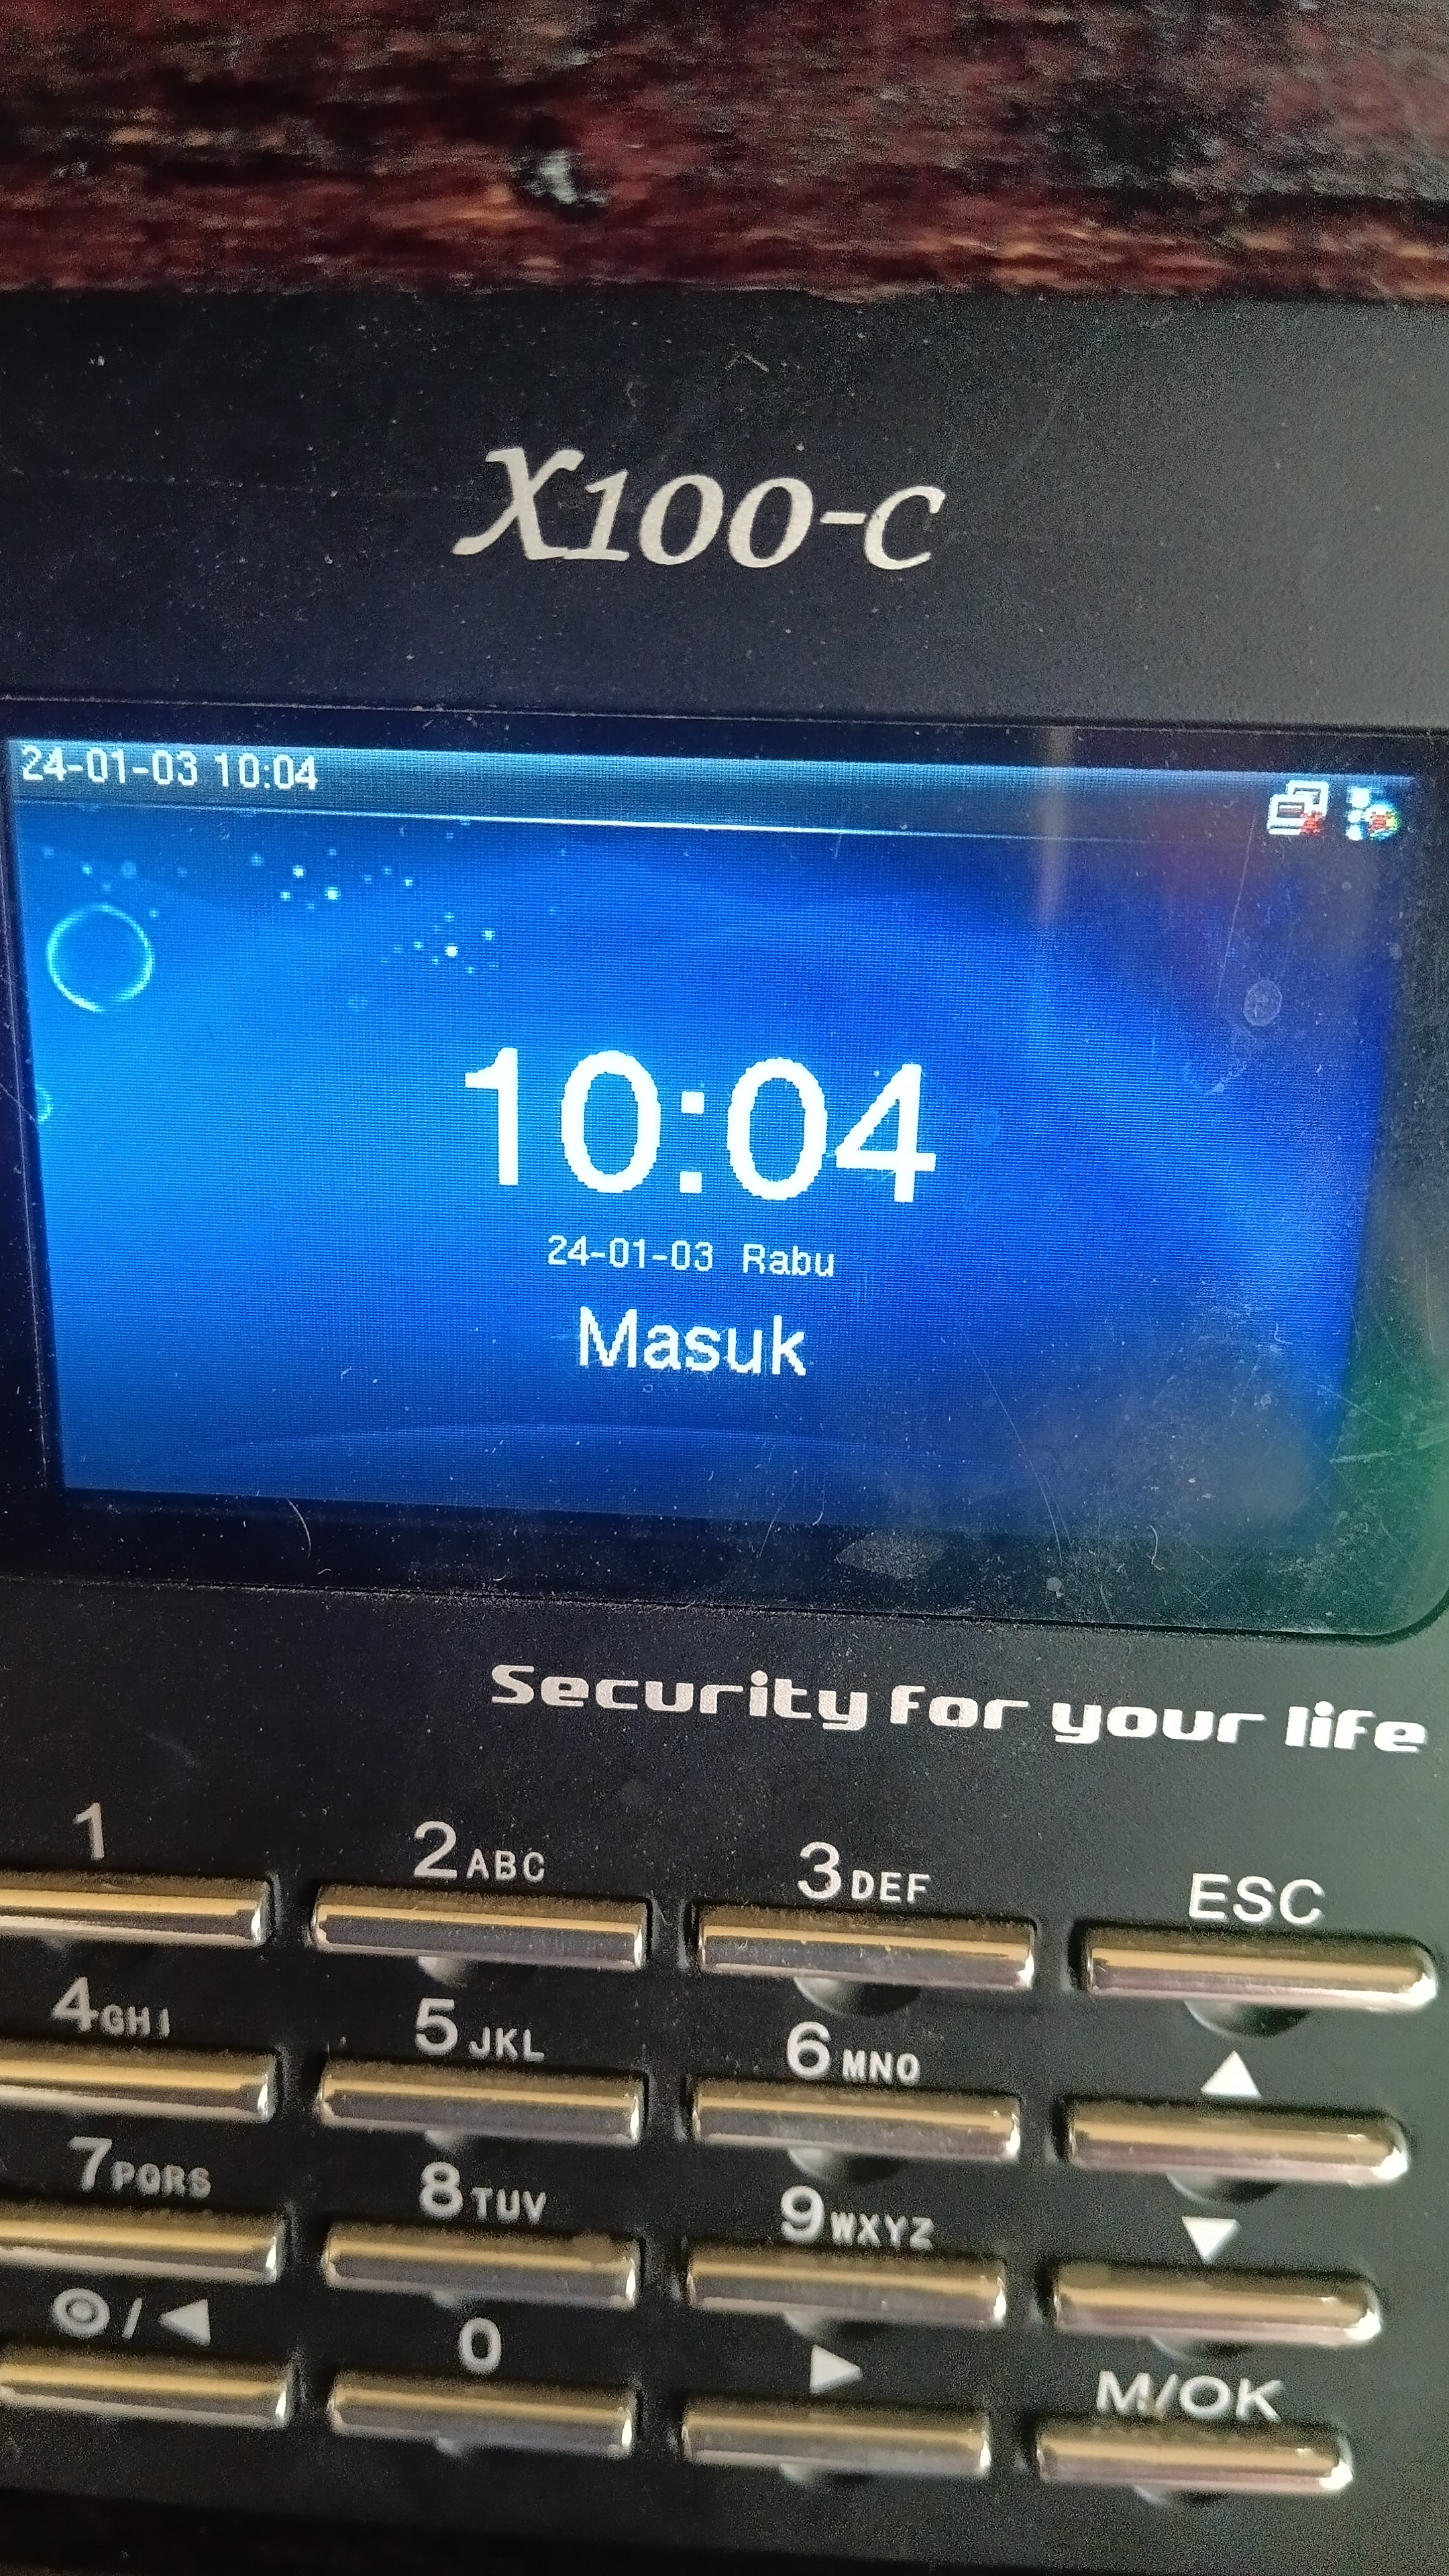 X100-C
24-01-03 10:04
10:04
24-01-03 Rabu
Masuk
Security for your life
1 2ABC 3DEF ESC
4GHI 5JKL 6MNO
7PQRS 8TUV 9WXYZ
0 M/OK